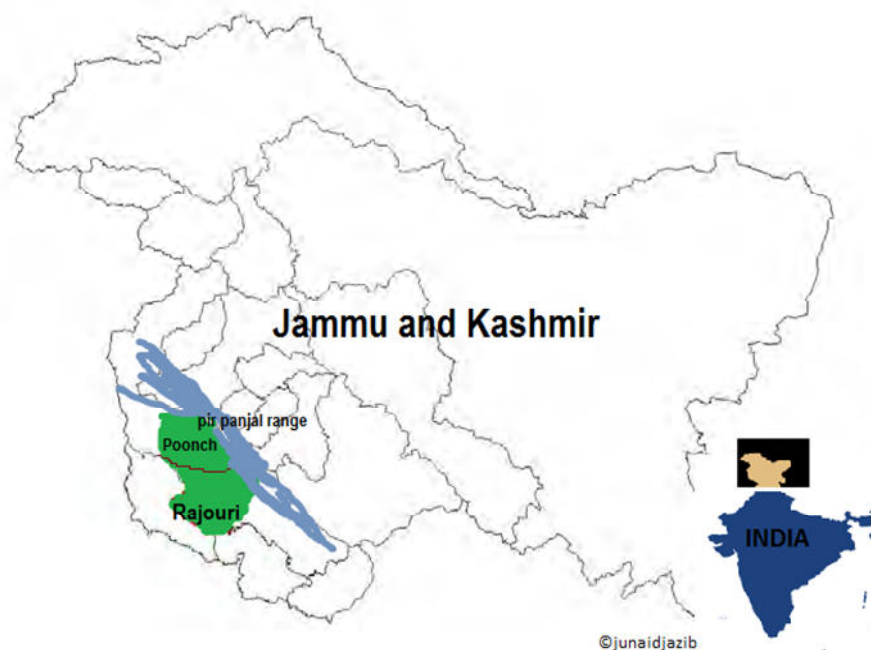 Jammu and Kashmir
pir panjal range
Poonch
Rajouri
INDIA
©junaidjazib